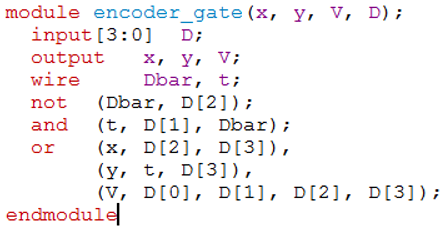 module encoder_gate(x, y, V, D);
input[3:0] D;
output x, y, V;
wire Dbar, t;
not (Dbar, D[2]);
and (t, D[1], Dbar);
or (x, D[2], D[3]),
(y, t, D[3]),
(V, D[0], D[1], D[2], D[3]);
endmodule